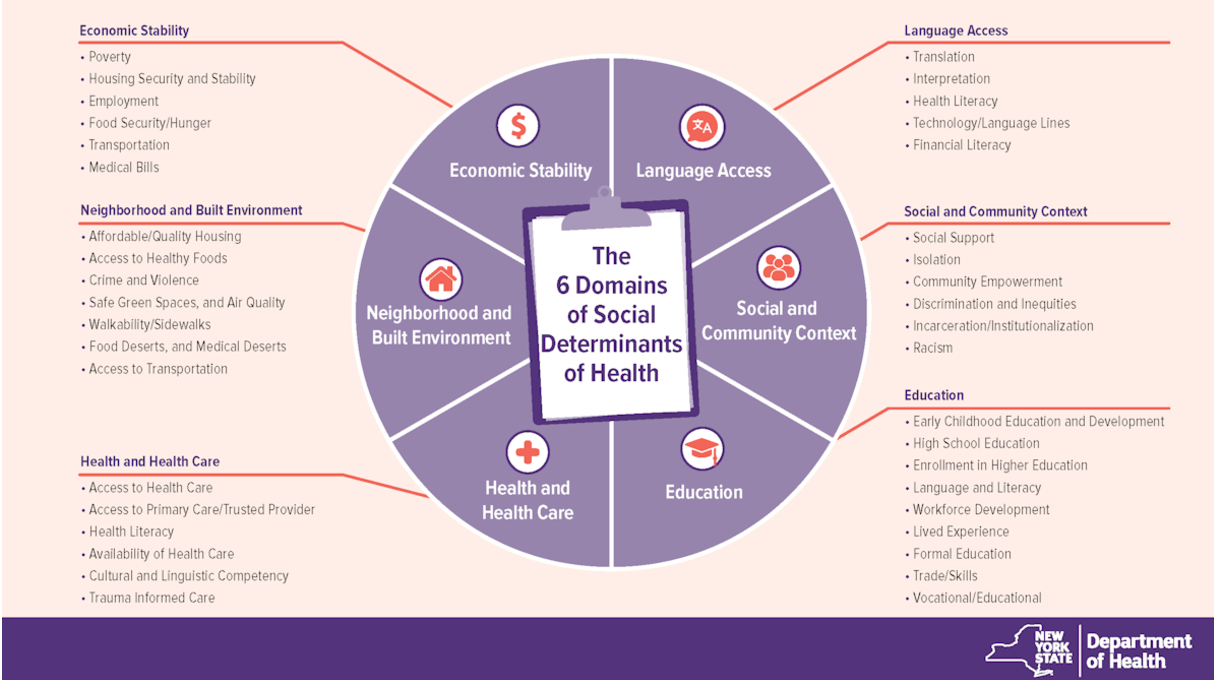 Economic Stability
• Poverty
• Housing Security and Stability
• Employment
• Food Security/Hunger
• Transportation
• Medical Bills
Neighborhood and Built Environment
• Affordable/Quality Housing
• Access to Healthy Foods
• Crime and Violence
• Safe Green Spaces, and Air Quality
• Walkability/Sidewalks
• Food Deserts, and Medical Deserts
• Access to Transportation
Health and Health Care
• Access to Health Care
• Access to Primary Care/Trusted Provider
• Health Literacy
• Availability of Health Care
• Cultural and Linguistic Competency
• Trauma Informed Care
$
Economic Stability
文A
Language Access
Neighborhood and
Built Environment
The
6 Domains
of Social
Determinants
of Health
Social and
Community Context
Health and
Health Care
Education
Language Access
• Translation
• Interpretation
• Health Literacy
• Technology/Language Lines
• Financial Literacy
Social and Community Context
• Social Support
• Isolation
• Community Empowerment
• Discrimination and Inequities
• Incarceration/Institutionalization
• Racism
Education
• Early Childhood Education and Development
• High School Education
• Enrollment in Higher Education
• Language and Literacy
• Workforce Development
• Lived Experience
• Formal Education
• Trade/Skills
• Vocational/Educational
NEW
YORK
STATE
Department
of Health